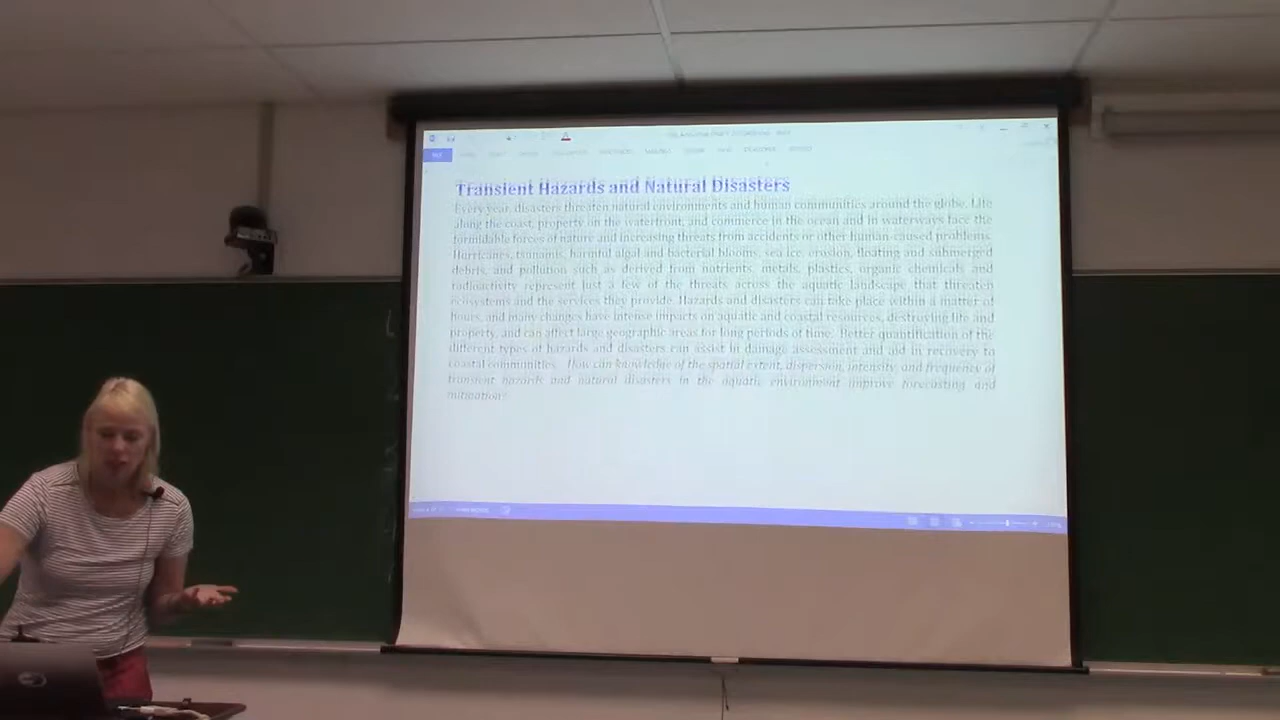 FILE
Transient Hazards and Natural Disasters
Every year, disasters threaten natural environments and human communities around the globe. Life
along the coast, property on the waterfront, and commerce in the ocean and in waterways face the
formidable forces of nature and increasing threats from accidents or other human-caused problems.
Hurricanes, tsunamis, harmful algal and bacterial blooms, sea ice, erosion, floating and submerged
debris, and pollution such as derived from nutrients, metals, plastics, organic chemicals and
radioactivity represent just a few of the threats across the aquatic landscape that threaten
ecosystems and the services they provide. Hazards and disasters can take place within a matter of
hours, and many changes have intense impacts on aquatic and coastal resources, destroying life and
property, and can affect large geographic areas for long periods of time. Better quantification of the
different types of hazards and disasters can assist in damage assessment and aid in recovery to
coastal communities. How can knowledge of the spatial extent, dispersion, intensity, and frequency of
transient hazards and natural disasters in the aquatic environment improve forecasting and
mitigation?